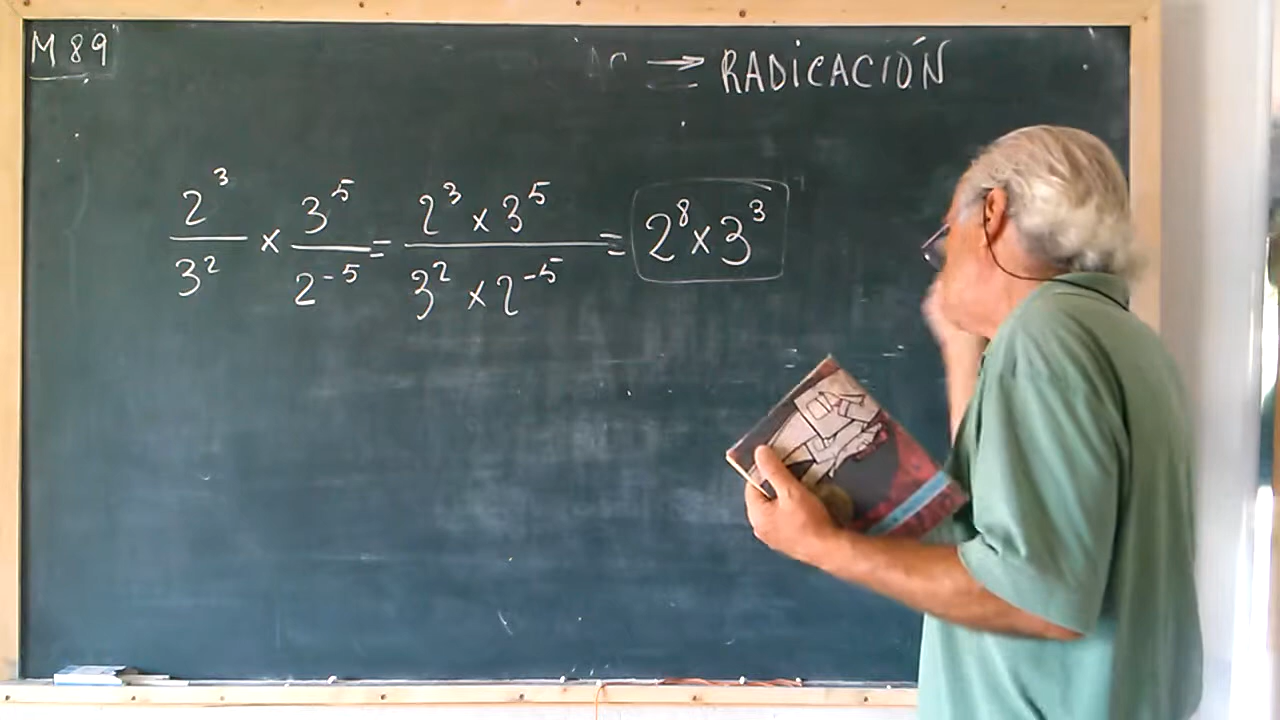 M 89
→ RADICACIÓN
2³/3² × 3⁵/2⁻⁵ = 2³ × 3⁵/3² × 2⁻⁵ = 2⁸ × 3³